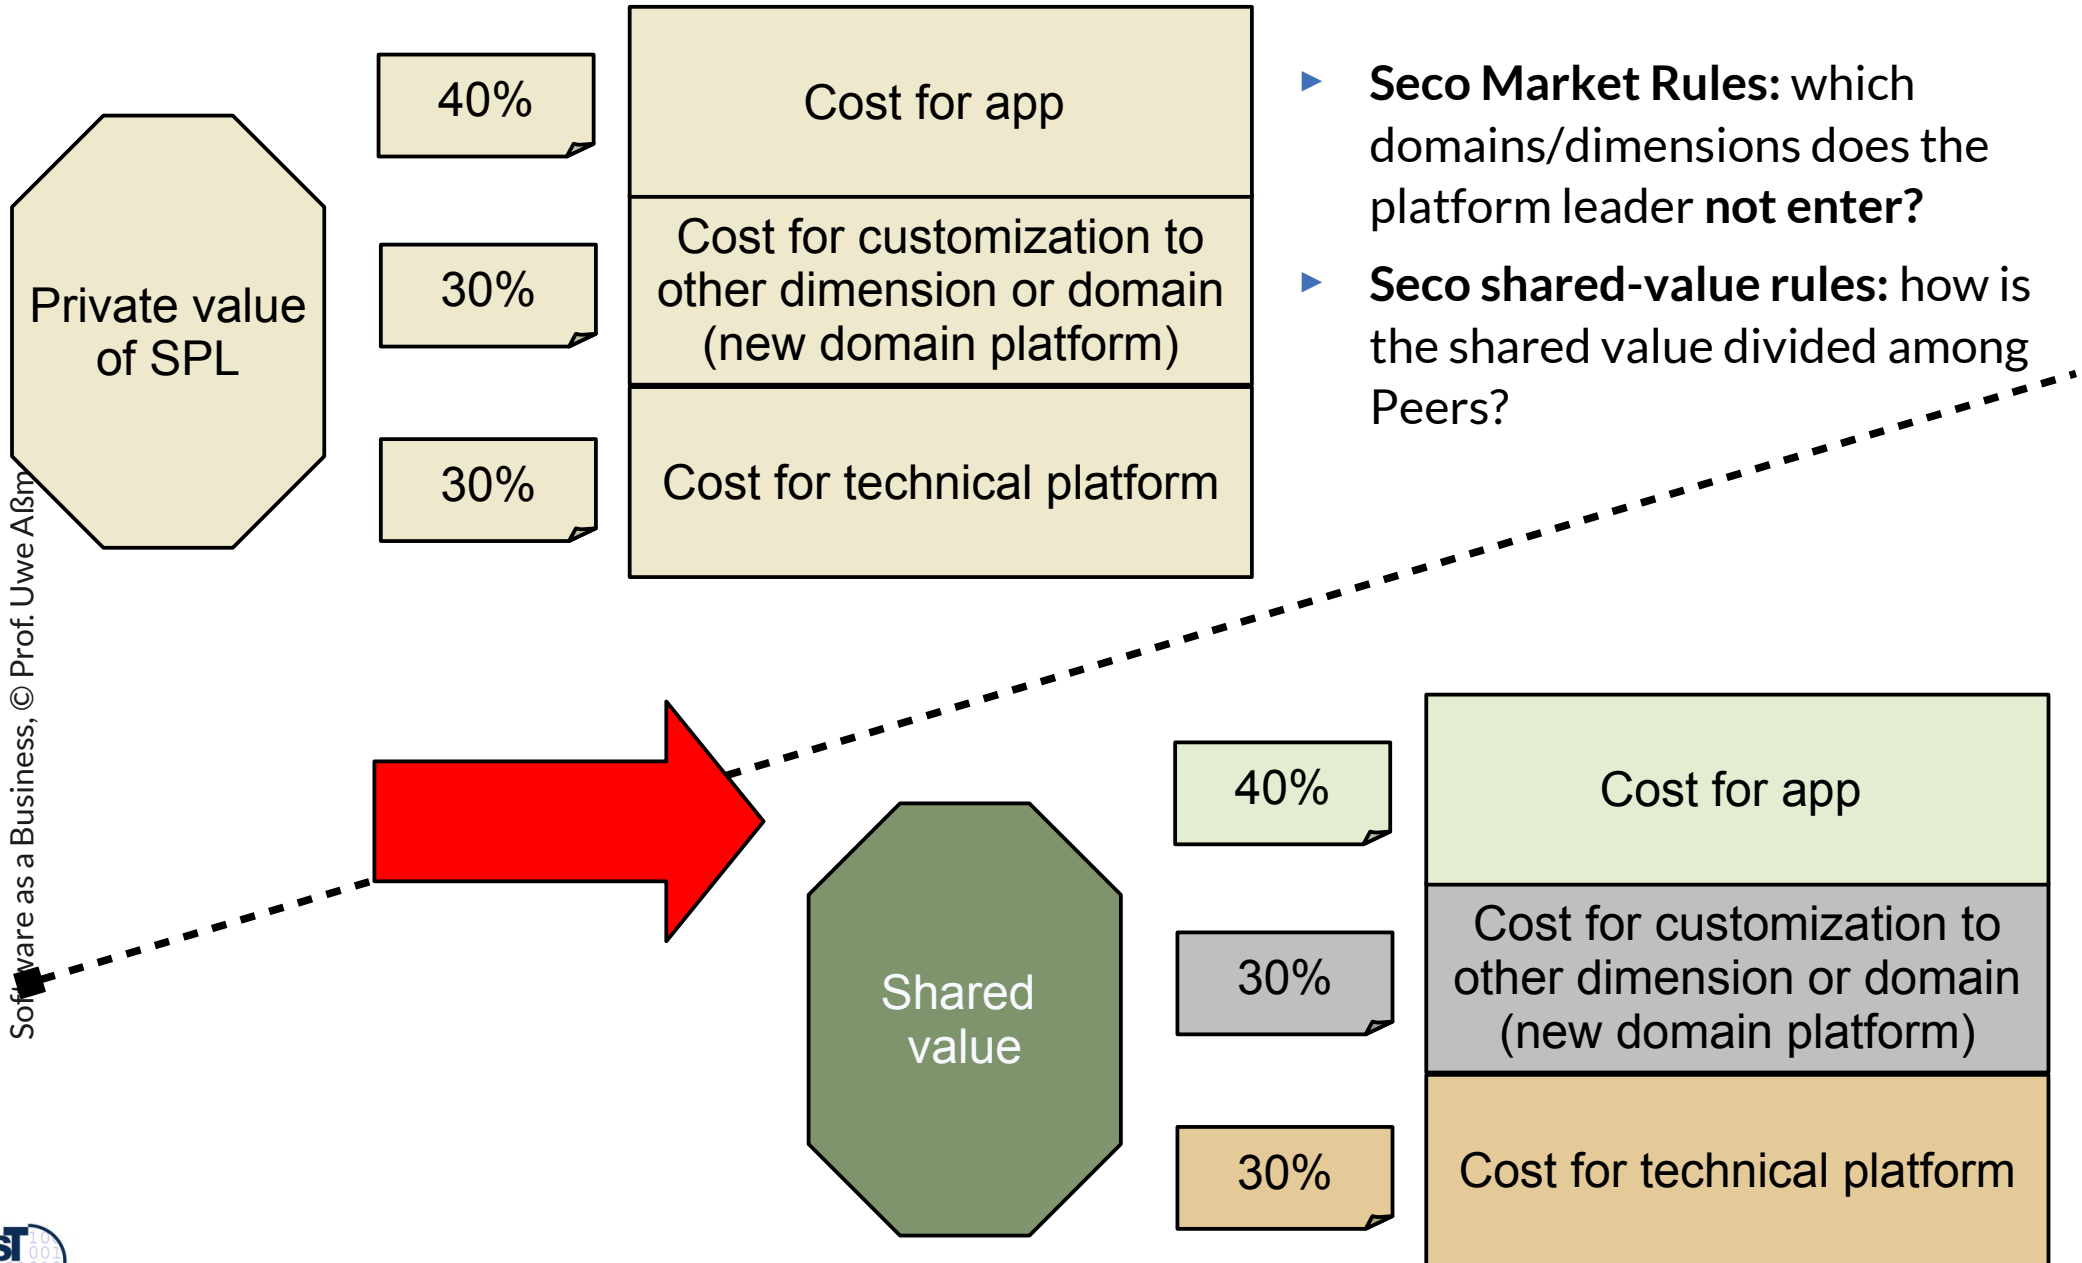 40%
Cost for app
Private value
of SPL
30%
Cost for customization to
other dimension or domain
(new domain platform)
30%
Cost for technical platform
► Seco Market Rules: which
domains/dimensions does the
platform leader not enter?
► Seco shared-value rules: how is
the shared value divided among
Peers?
Software as a Business, © Prof. Uwe Aßm
Shared
value
40%
Cost for app
30%
Cost for customization to
other dimension or domain
(new domain platform)
30%
Cost for technical platform
sT